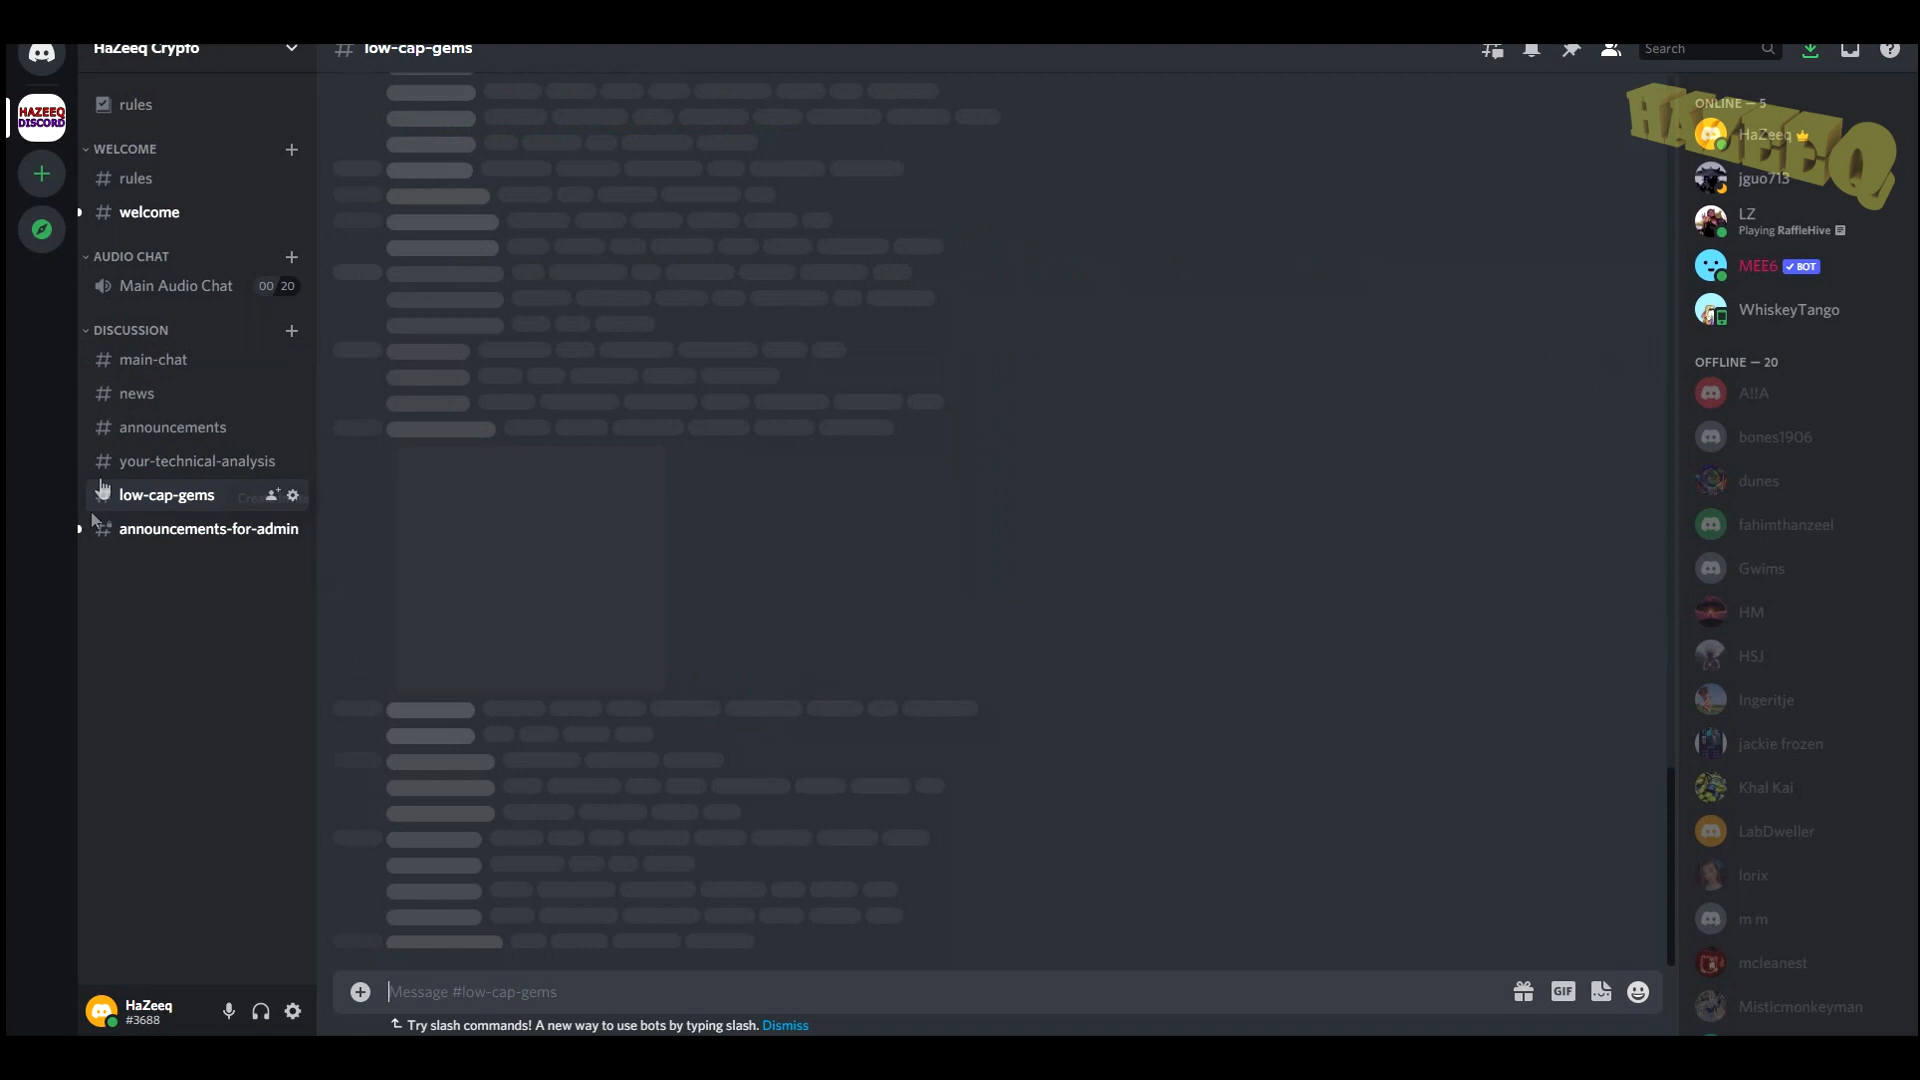 HaZeeq Crypto
low-cap-gems
Search
HAZEEQ
DISCORD
rules
WELCOME
rules
welcome
AUDIO CHAT
Main Audio Chat
00 20
DISCUSSION
main-chat
news
announcements
your-technical-analysis
low-cap-gems
announcements-for-admin
HaZeeq
#3688
Message #low-cap-gems
GIF
Try slash commands! A new way to use bots by typing slash. Dismiss
HAZEEQ
ONLINE — 5
HaZeeq
jguo713
LZ
Playing RaffleHive
MEE6 BOT
WhiskeyTango
OFFLINE — 20
A!!A
bones1906
dunes
fahimthanzeel
Gwims
HM
HSJ
Ingeritje
jackie frozen
Khal Kai
LabDweller
lorix
m m
mcleanest
Misticmonkeyman